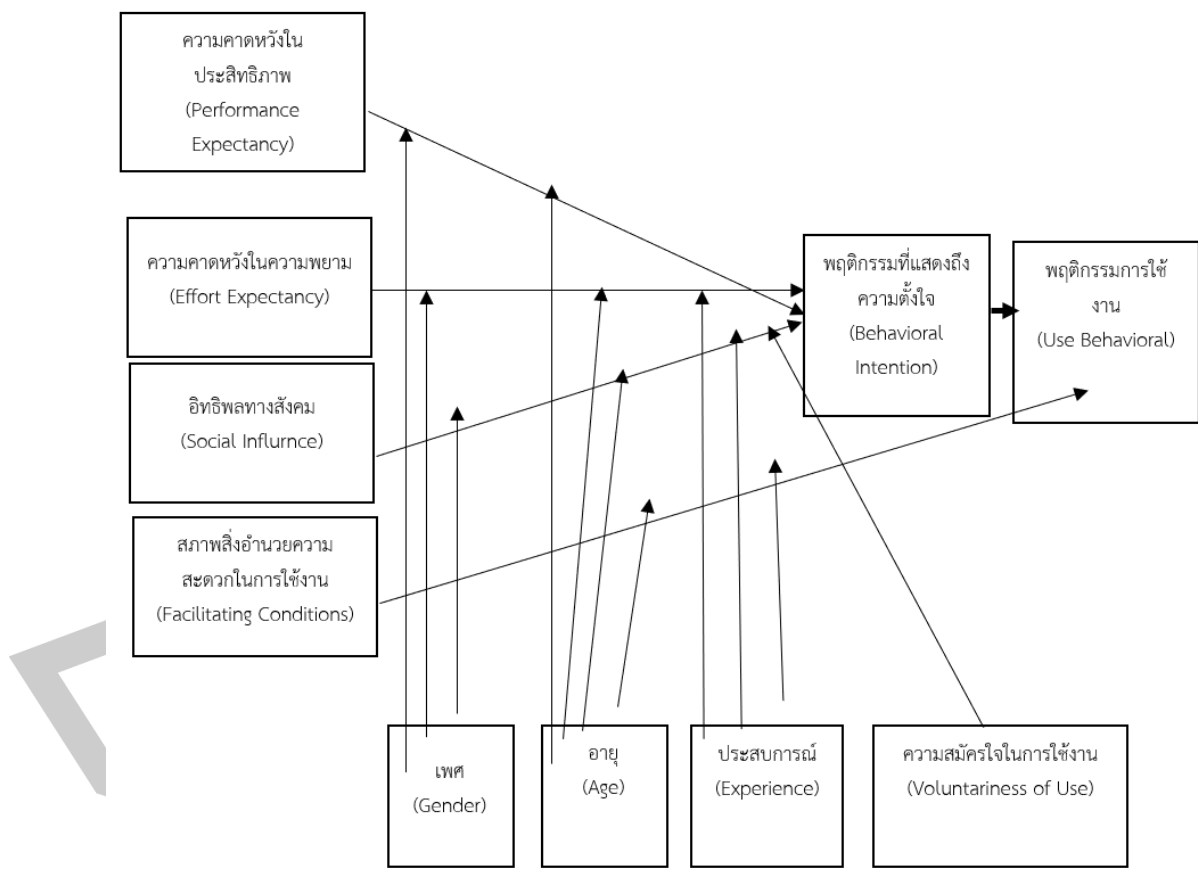 ความคาดหวังใน
ประสิทธิภาพ
(Performance
Expectancy)
ความคาดหวังในความพยาม
(Effort Expectancy)
อิทธิพลทางสังคม
(Social Influrnce)
สภาพสิ่งอำนวยความ
สะดวกในการใช้งาน
(Facilitating Conditions)
พฤติกรรมที่แสดงถึง
ความตั้งใจ
(Behavioral
Intention)
พฤติกรรมการใช้
งาน
(Use Behavioral)
เพศ
(Gender)
อายุ
(Age)
ประสบการณ์
(Experience)
ความสมัครใจในการใช้งาน
(Voluntariness of Use)